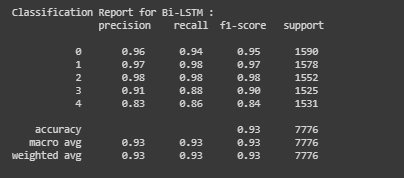 Classification Report for Bi-LSTM :
precision recall f1-score support
0 0.96 0.94 0.95 1590
1 0.97 0.98 0.97 1578
2 0.98 0.98 0.98 1552
3 0.91 0.88 0.90 1525
4 0.83 0.86 0.84 1531
accuracy 0.93 7776
macro avg 0.93 0.93 0.93 7776
weighted avg 0.93 0.93 0.93 7776